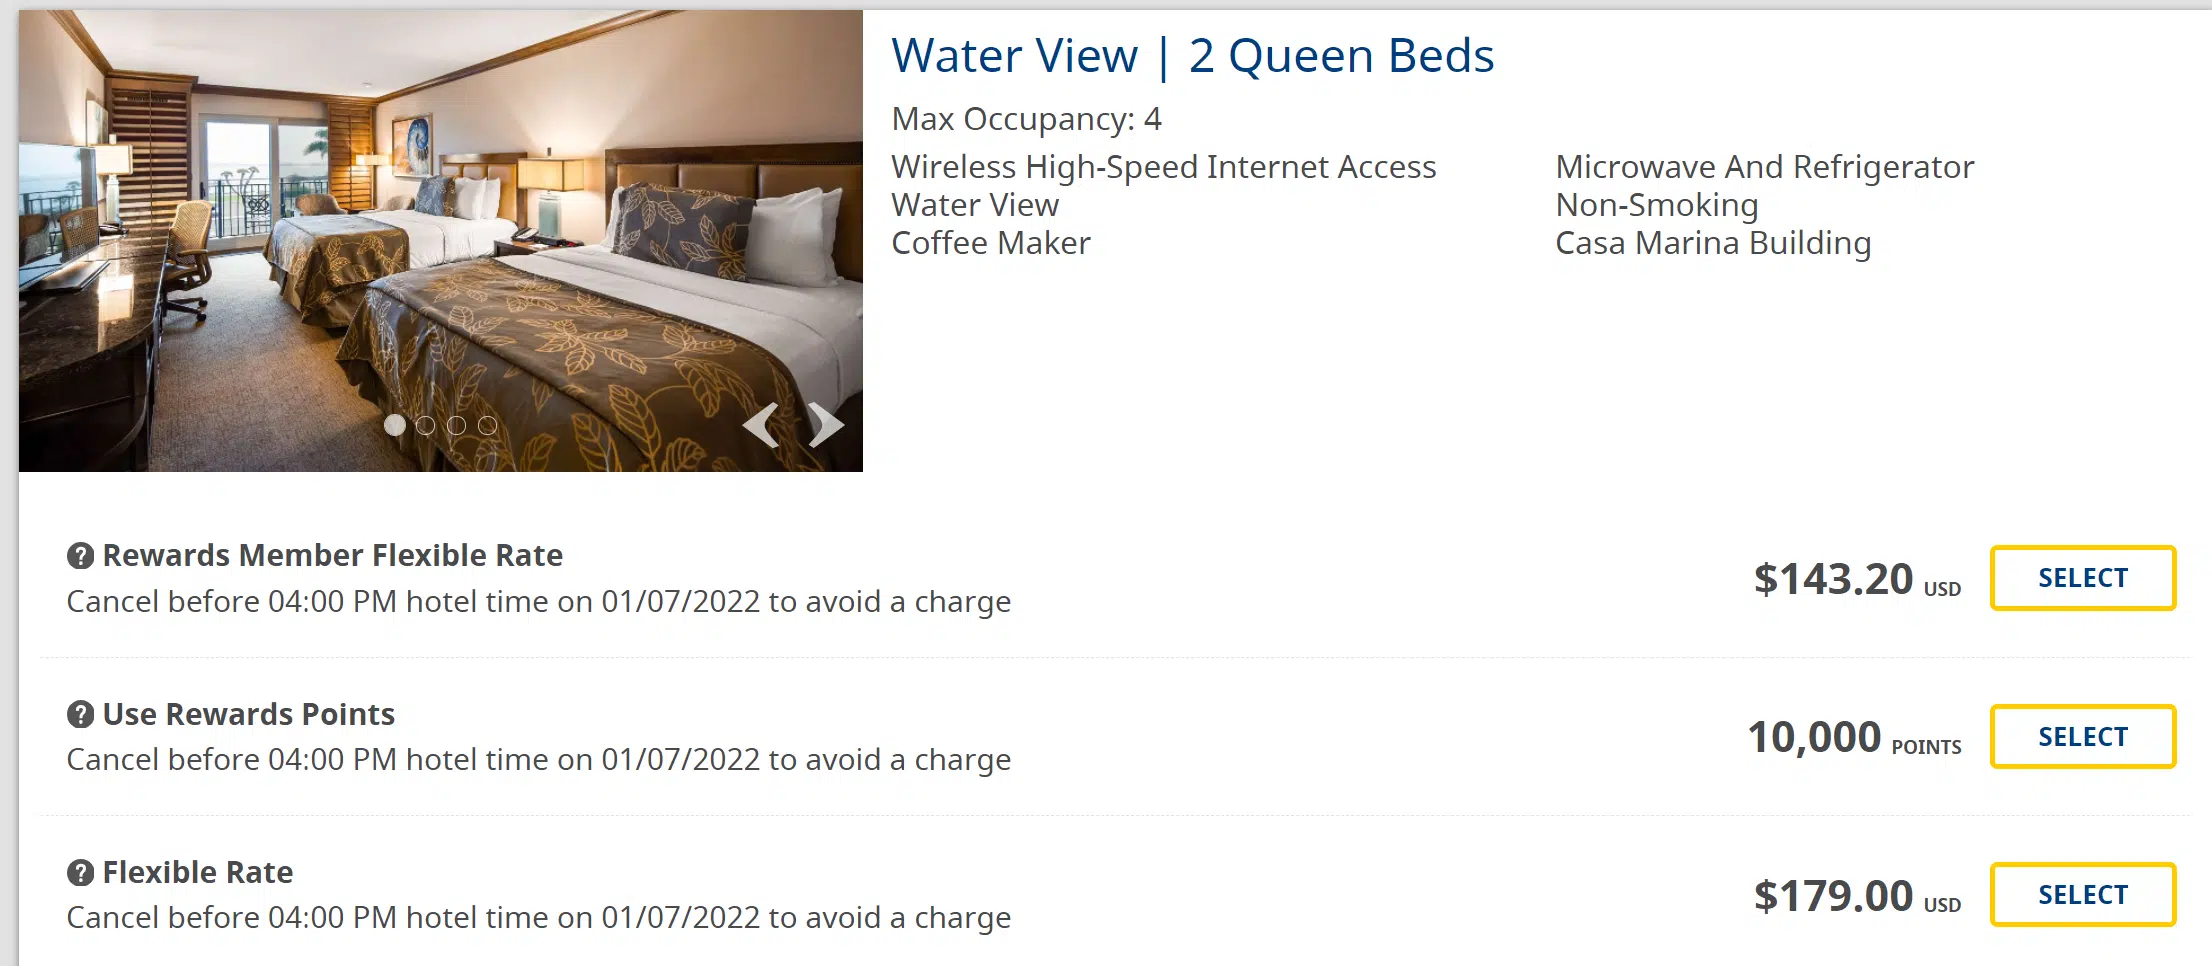 Water View | 2 Queen Beds
Max Occupancy: 4
Wireless High-Speed Internet Access
Water View
Coffee Maker
Microwave And Refrigerator
Non-Smoking
Casa Marina Building
Rewards Member Flexible Rate
Cancel before 04:00 PM hotel time on 01/07/2022 to avoid a charge
$143.20 USD
SELECT
Use Rewards Points
Cancel before 04:00 PM hotel time on 01/07/2022 to avoid a charge
10,000 POINTS
SELECT
Flexible Rate
Cancel before 04:00 PM hotel time on 01/07/2022 to avoid a charge
$179.00 USD
SELECT